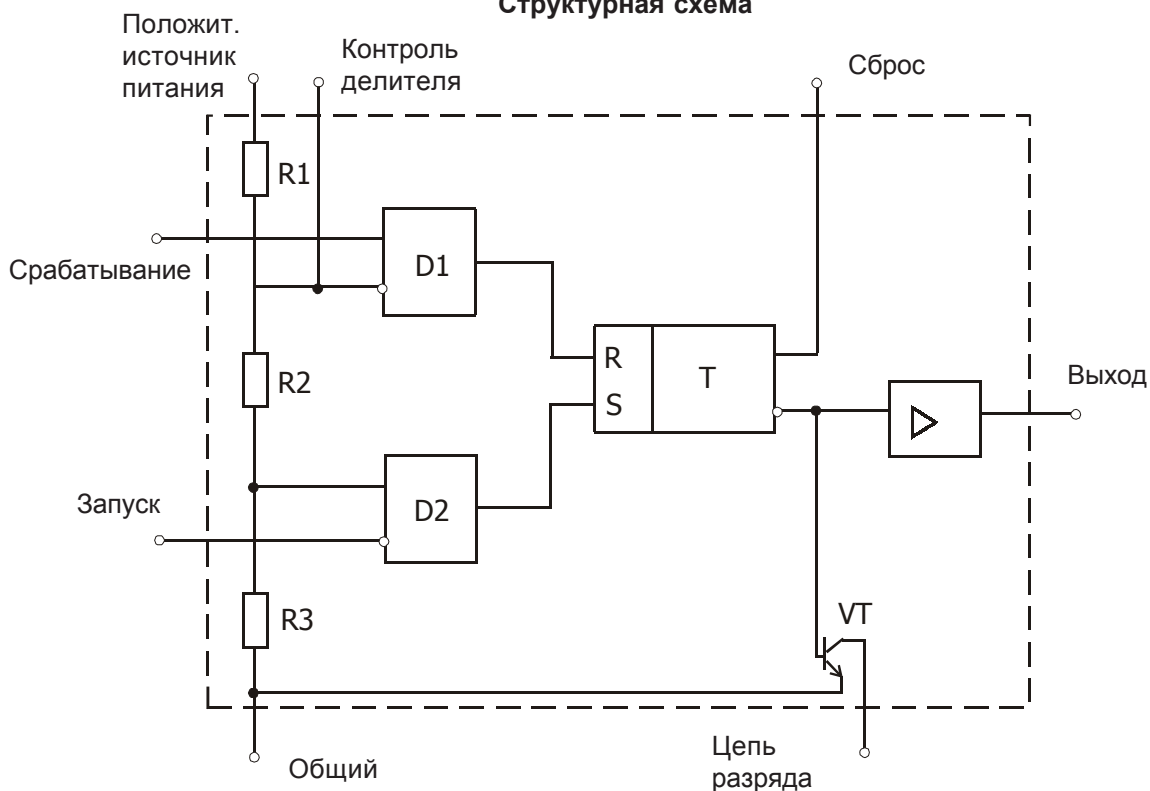 Структурная схема
Положит.
источник
питания
Контроль
делителя
Сброс
R1
Срабатывание
D1
R2
R
T
S
Выход
Запуск
D2
R3
VT
Общий
Цепь
разряда